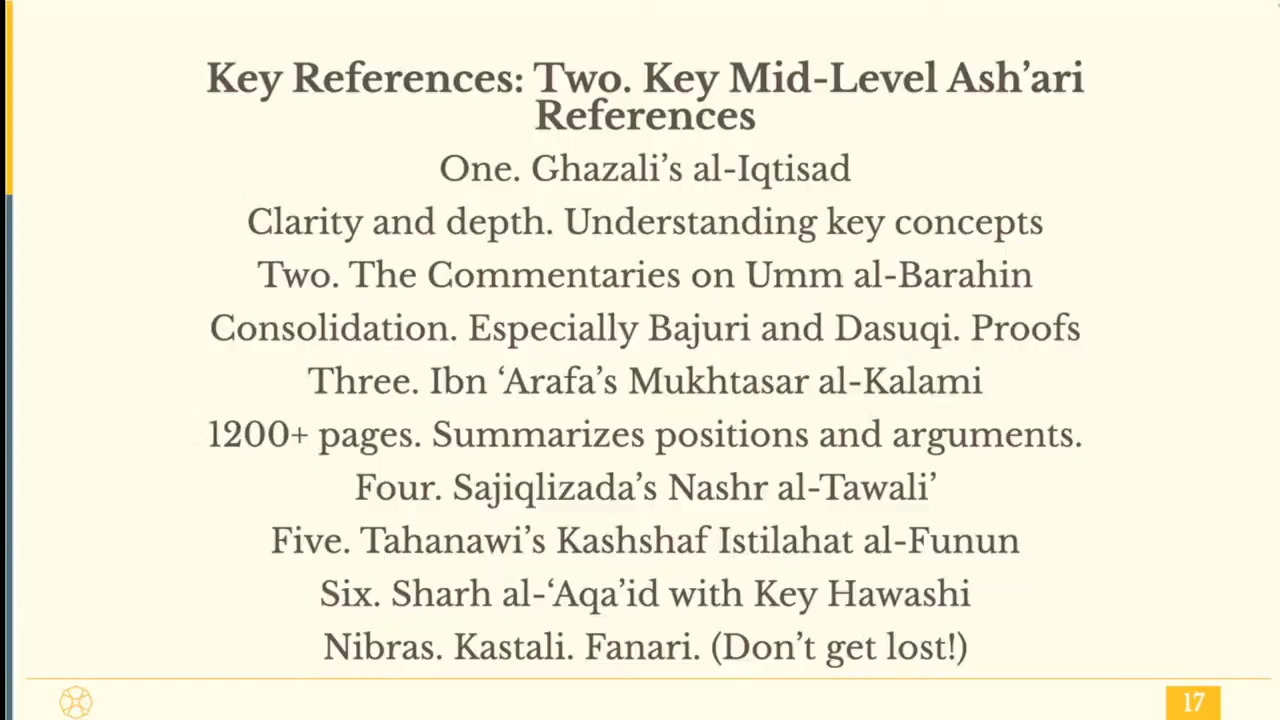 Key References: Two. Key Mid-Level Ash’ari
References
One. Ghazali’s al-Iqtisad
Clarity and depth. Understanding key concepts
Two. The Commentaries on Umm al-Barahin
Consolidation. Especially Bajuri and Dasuqi. Proofs
Three. Ibn ‘Arafa’s Mukhtasar al-Kalami
1200+ pages. Summarizes positions and arguments.
Four. Sajiqlizada’s Nashr al-Tawali’
Five. Tahanawi’s Kashshaf Istilahat al-Funun
Six. Sharh al-‘Aqa’id with Key Hawashi
Nibras. Kastali. Fanari. (Don’t get lost!)
17